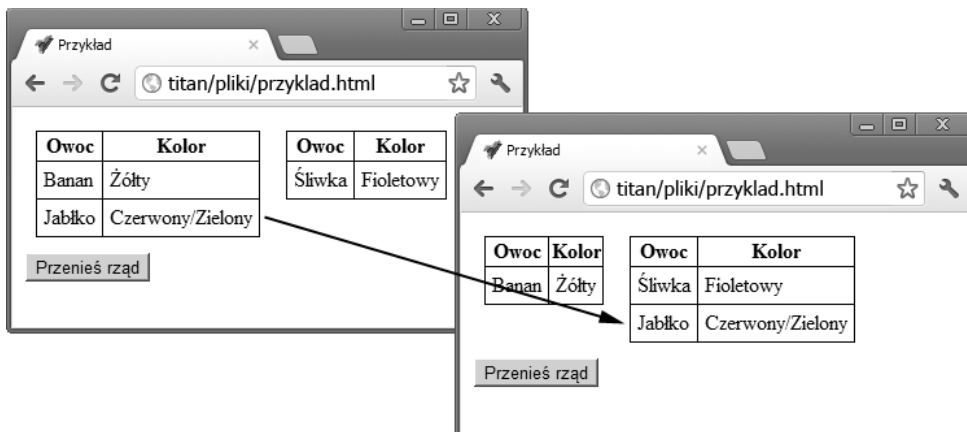 Przykład
titan/pliki/przyklad.html
Owoc Kolor
Banan Żółty
Jabłko Czerwony/Zielony
Owoc Kolor
Śliwka Fioletowy
Przenieś rząd
Przykład
titan/pliki/przyklad.html
Owoc Kolor
Banan Żółty
Owoc Kolor
Śliwka Fioletowy
Jabłko Czerwony/Zielony
Przenieś rząd